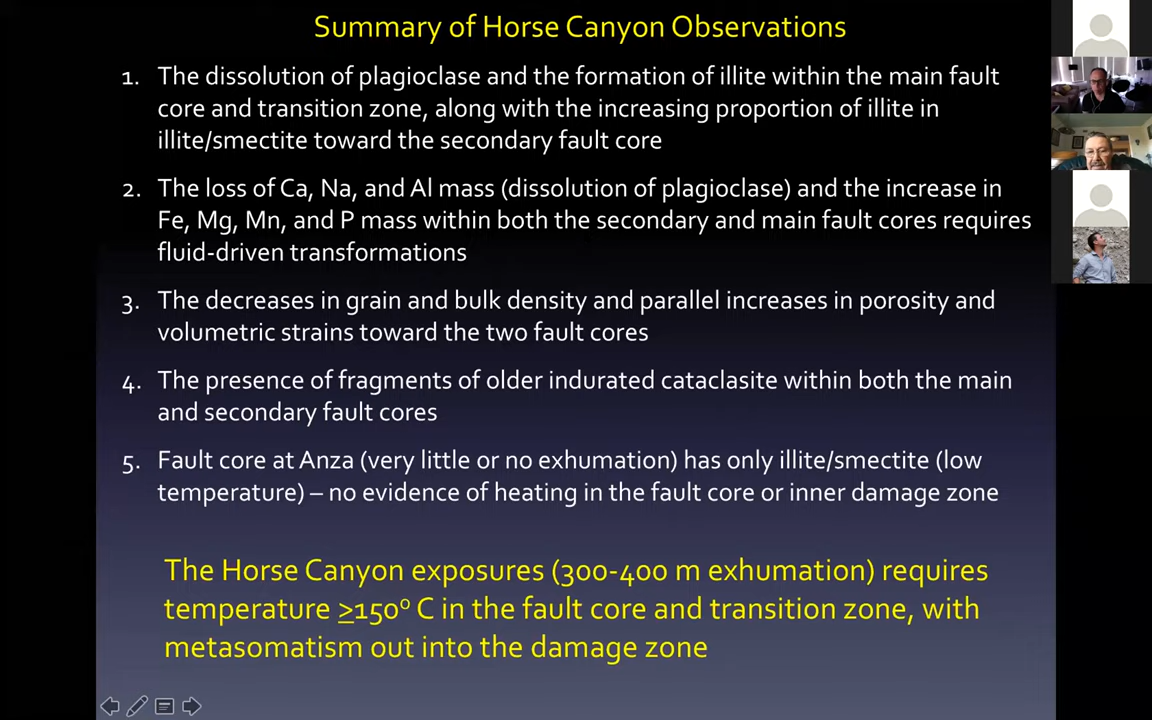 Summary of Horse Canyon Observations
1. The dissolution of plagioclase and the formation of illite within the main fault
core and transition zone, along with the increasing proportion of illite in
illite/smectite toward the secondary fault core
2. The loss of Ca, Na, and Al mass (dissolution of plagioclase) and the increase in
Fe, Mg, Mn, and P mass within both the secondary and main fault cores requires
fluid-driven transformations
3. The decreases in grain and bulk density and parallel increases in porosity and
volumetric strains toward the two fault cores
4. The presence of fragments of older indurated cataclasite within both the main
and secondary fault cores
5. Fault core at Anza (very little or no exhumation) has only illite/smectite (low
temperature) – no evidence of heating in the fault core or inner damage zone
The Horse Canyon exposures (300-400 m exhumation) requires
temperature >150º C in the fault core and transition zone, with
metasomatism out into the damage zone